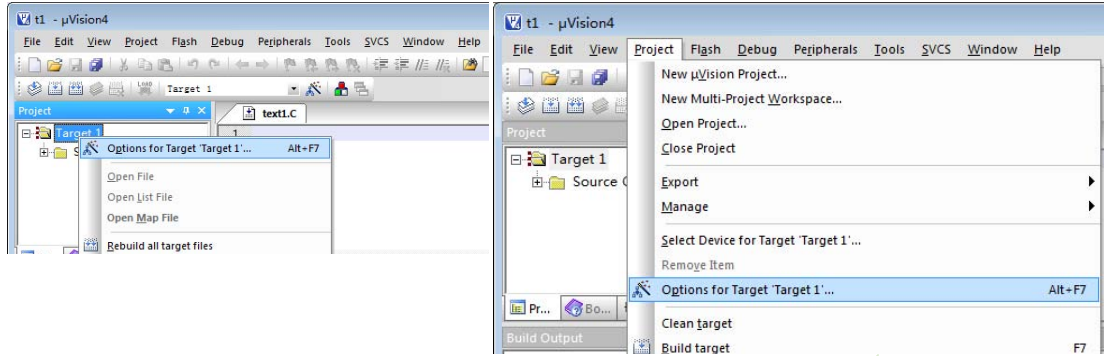 t1 - µVision4
File Edit View Project Flash Debug Peripherals Tools SVCS Window Help
Target 1
Project
text1.C
Target 1
1
Options for Target 'Target 1'... Alt+F7
Open File
Open List File
Open Map File
Rebuild all target files
t1 - µVision4
File Edit View Project Flash Debug Peripherals Tools SVCS Window Help
New µVision Project...
New Multi-Project Workspace...
Open Project...
Close Project
Project
Target 1
Source
Export
Manage
Select Device for Target 'Target 1'...
Remove Item
Options for Target 'Target 1'... Alt+F7
Pr... Bo...
Clean target
Build Output
Build target F7